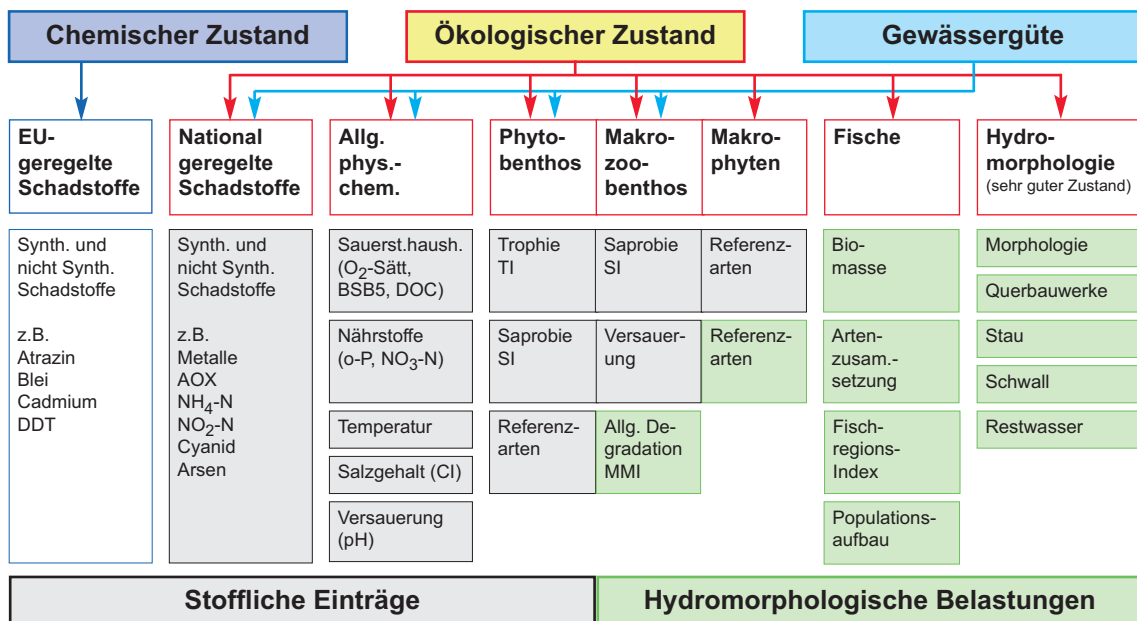 Chemischer Zustand
Ökologischer Zustand
Gewässergüte
EU-
geregelte
Schadstoffe
National
geregelte
Schadstoffe
Allg.
phys.-
chem.
Phyto-
benthos
Makro-
zoo-
benthos
Makro-
phyten
Fische
Hydro-
morphologie
(sehr guter Zustand)
Synth. und
nicht Synth.
Schadstoffe
z.B.
Atrazin
Blei
Cadmium
DDT
Synth. und
nicht Synth.
Schadstoffe
z.B.
Metalle
AOX
NH4-N
NO2-N
Cyanid
Arsen
Sauerst.haush.
(O2-Sätt,
BSB5, DOC)
Nährstoffe
(o-P, NO3-N)
Temperatur
Salzgehalt (Cl)
Versauerung
(pH)
Trophie
TI
Saprobie
SI
Referenz-
arten
Saprobie
SI
Versauer-
ung
Allg. De-
gradation
MMI
Referenz-
arten
Referenz-
arten
Bio-
masse
Arten-
zusam.-
setzung
Fisch-
regions-
Index
Populations-
aufbau
Morphologie
Querbauwerke
Stau
Schwall
Restwasser
Stoffliche Einträge
Hydromorphologische Belastungen